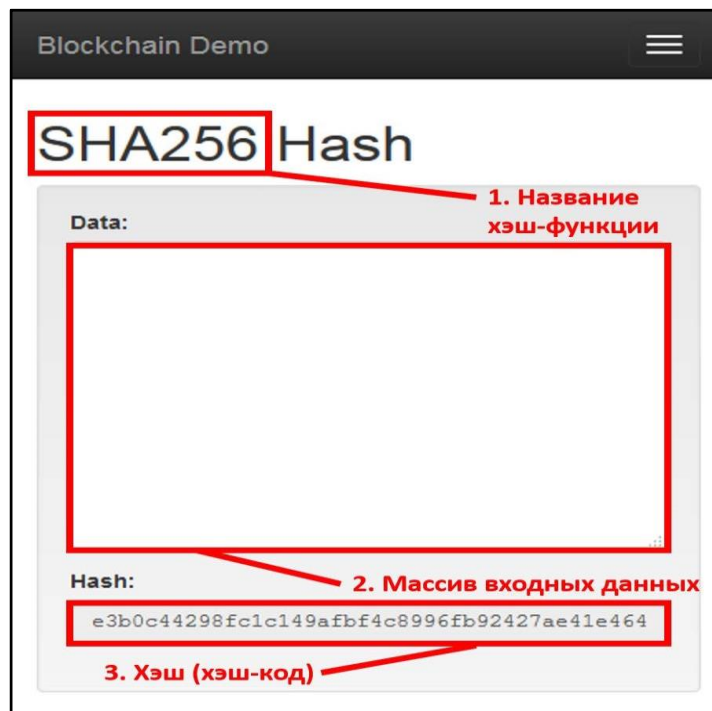 Blockchain Demo
SHA256 Hash
1. Название
хэш-функции
Data:
Hash:
2. Массив входных данных
e3b0c44298fc1c149afbf4c8996fb92427ae41e464
3. Хэш (хэш-код)